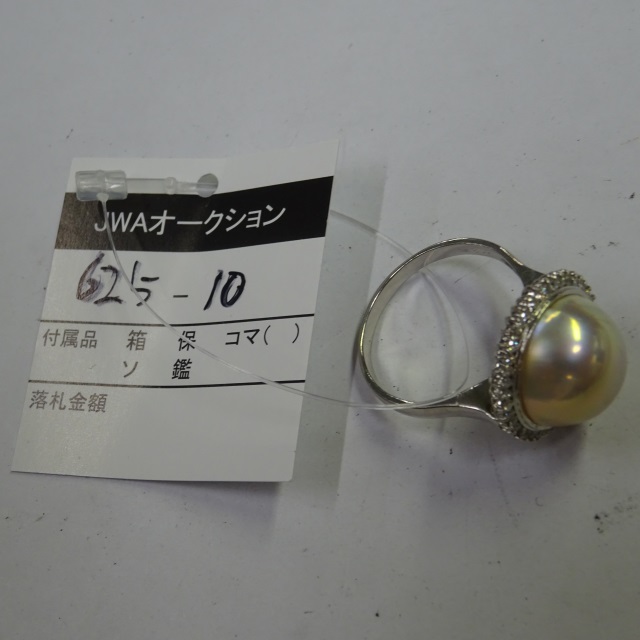 JWAオークション
6215-10
付属品 箱 保 コマ( )
ソ 鑑
落札金額